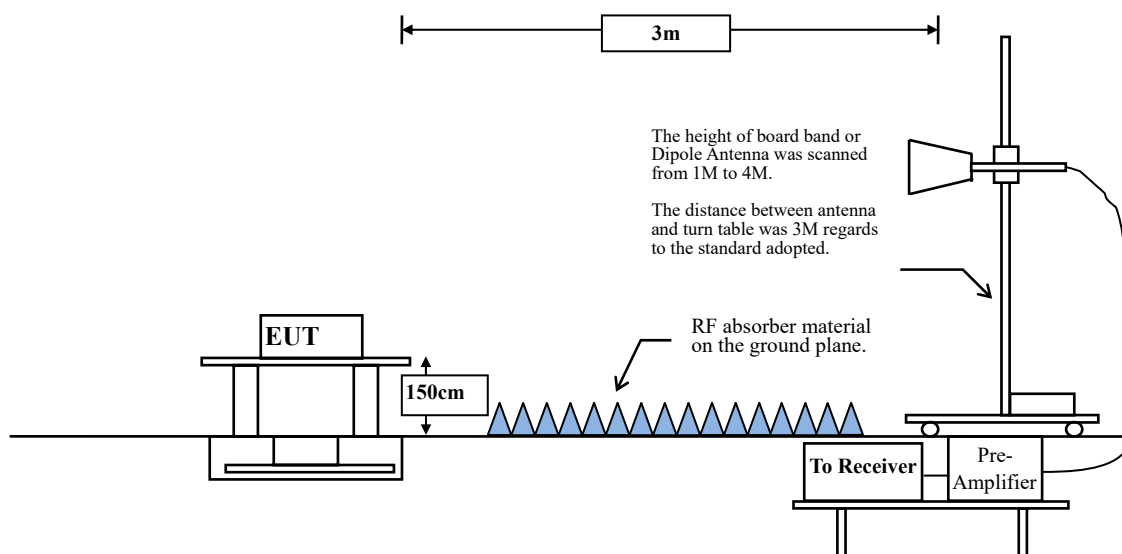 3m
The height of board band or
Dipole Antenna was scanned
from 1M to 4M.
The distance between antenna
and turn table was 3M regards
to the standard adopted.
RF absorber material
on the ground plane.
EUT
150cm
To Receiver
Pre-
Amplifier